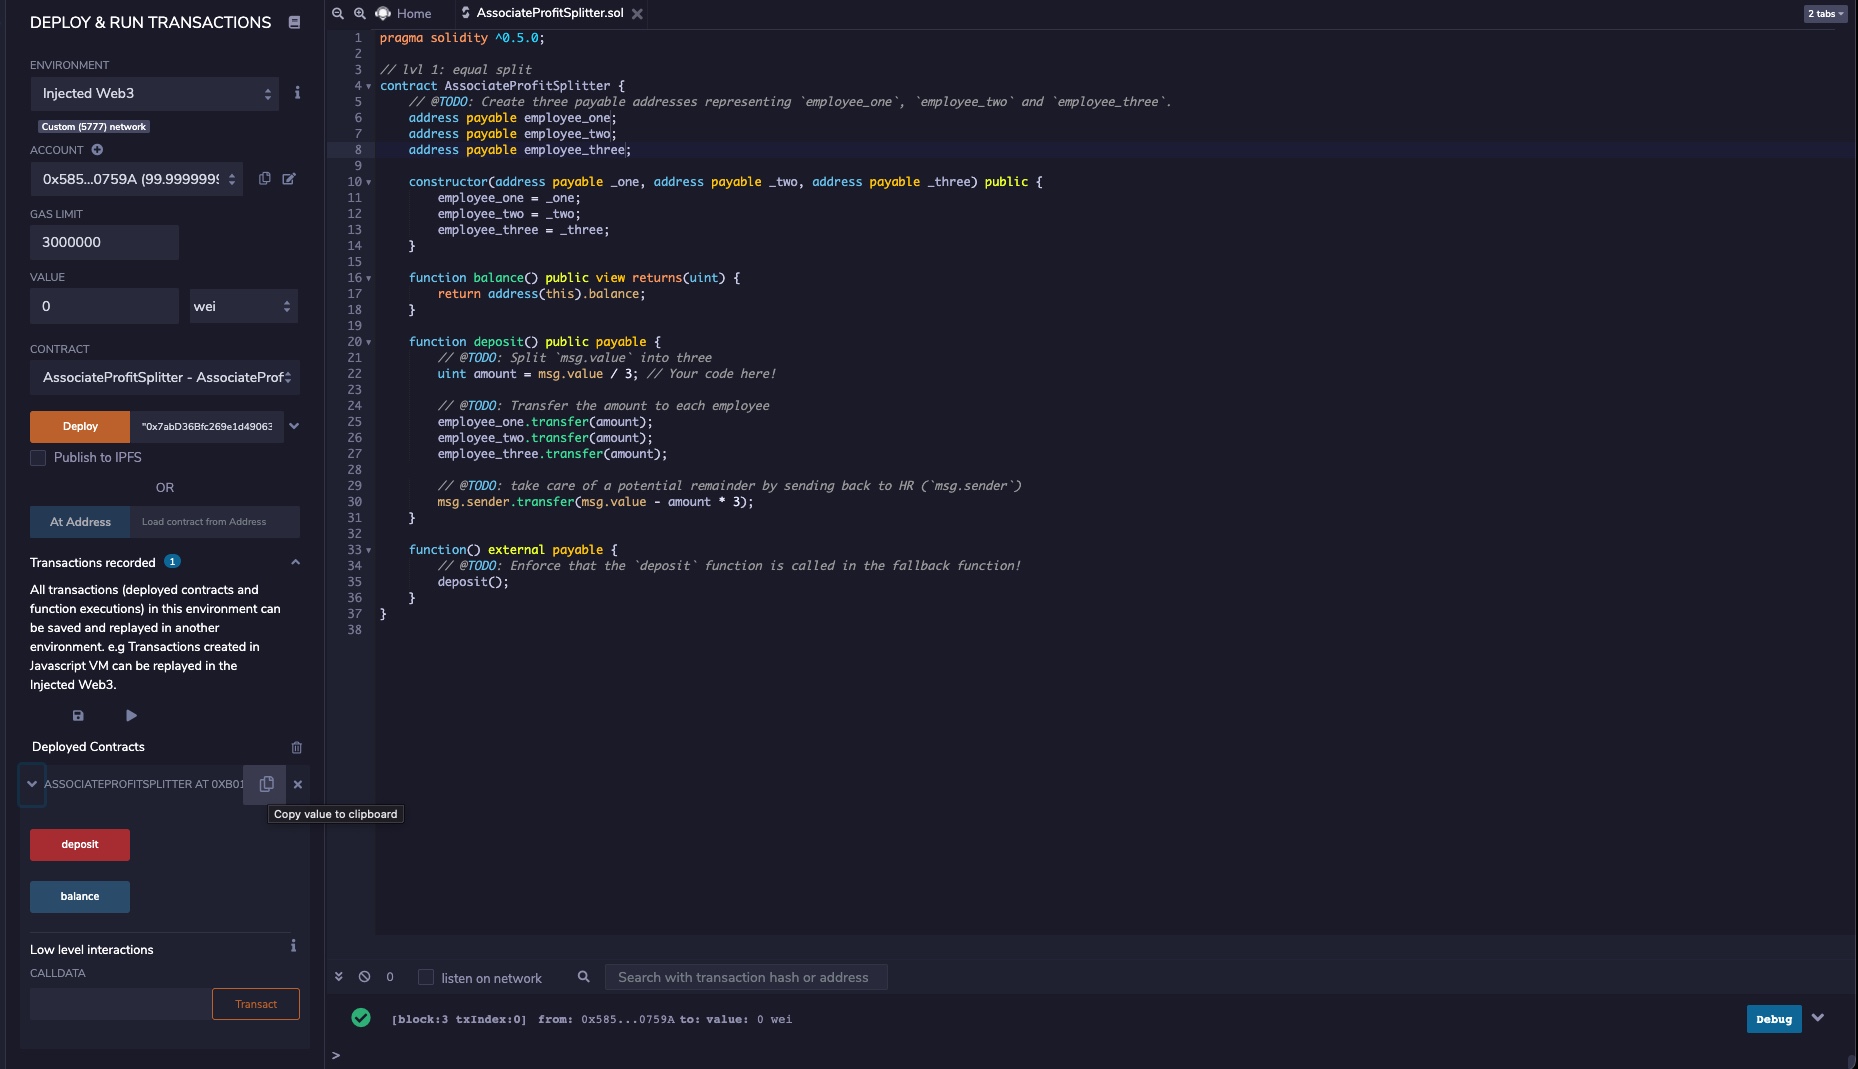 DEPLOY & RUN TRANSACTIONS
ENVIRONMENT
Injected Web3
Custom (5777) network
ACCOUNT
0x585...0759A (99.9999999
GAS LIMIT
3000000
VALUE
0
wei
CONTRACT
AssociateProfitSplitter - AssociateProf
Deploy
"0x7abD36Bfc269e1d49063
Publish to IPFS
OR
At Address
Load contract from Address
Transactions recorded 1
All transactions (deployed contracts and
function executions) in this environment can
be saved and replayed in another
environment. e.g Transactions created in
Javascript VM can be replayed in the
Injected Web3.
Deployed Contracts
ASSOCIATEPROFITSPLITTER AT 0XB01
Copy value to clipboard
deposit
balance
Low level interactions
CALLDATA
Transact
Home
AssociateProfitSplitter.sol
2 tabs
1 pragma solidity ^0.5.0;
2
3 // lvl 1: equal split
4 contract AssociateProfitSplitter {
5 // @TODO: Create three payable addresses representing `employee_one`, `employee_two` and `employee_three`.
6 address payable employee_one;
7 address payable employee_two;
8 address payable employee_three;
9
10 constructor(address payable _one, address payable _two, address payable _three) public {
11 employee_one = _one;
12 employee_two = _two;
13 employee_three = _three;
14 }
15
16 function balance() public view returns(uint) {
17 return address(this).balance;
18 }
19
20 function deposit() public payable {
21 // @TODO: Split `msg.value` into three
22 uint amount = msg.value / 3; // Your code here!
23
24 // @TODO: Transfer the amount to each employee
25 employee_one.transfer(amount);
26 employee_two.transfer(amount);
27 employee_three.transfer(amount);
28
29 // @TODO: take care of a potential remainder by sending back to HR (`msg.sender`)
30 msg.sender.transfer(msg.value - amount * 3);
31 }
32
33 function() external payable {
34 // @TODO: Enforce that the `deposit` function is called in the fallback function!
35 deposit();
36 }
37 }
38
0
listen on network
Search with transaction hash or address
[block:3 txIndex:0] from: 0x585...0759A to: value: 0 wei
Debug
>